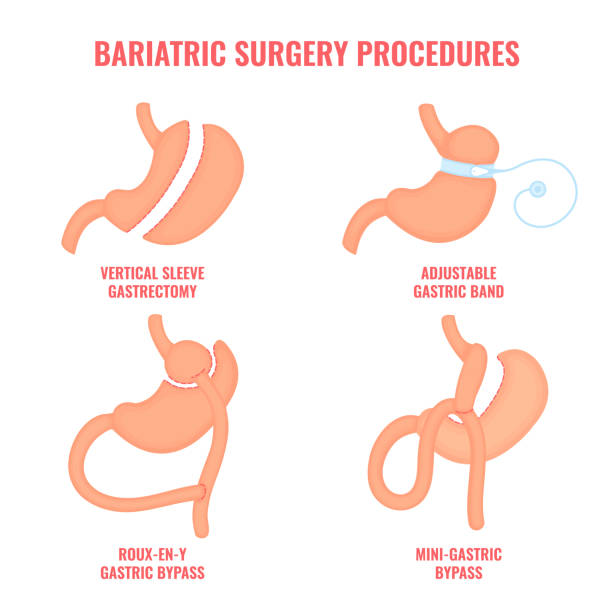 BARIATRIC SURGERY PROCEDURES
VERTICAL SLEEVE
GASTRECTOMY
ADJUSTABLE
GASTRIC BAND
ROUX-EN-Y
GASTRIC BYPASS
MINI-GASTRIC
BYPASS